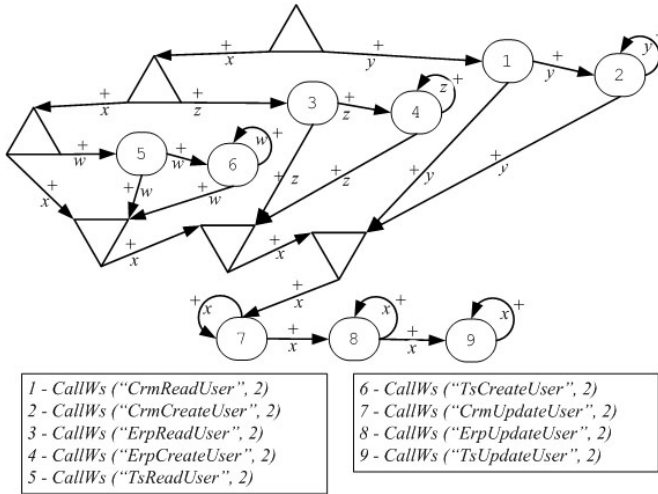 + x + y 1 + y 2 y +
+ x + z 3 + z 4 z +
+ w 5 + w 6 w +
x + + w + w + z + z + y + y
+ x + x
+ x
+ x 7 + x 8 x + + x 9 x +
1 - CallWs (“CrmReadUser”, 2)
2 - CallWs (“CrmCreateUser”, 2)
3 - CallWs (“ErpReadUser”, 2)
4 - CallWs (“ErpCreateUser”, 2)
5 - CallWs (“TsReadUser”, 2)
6 - CallWs (“TsCreateUser”, 2)
7 - CallWs (“CrmUpdateUser”, 2)
8 - CallWs (“ErpUpdateUser”, 2)
9 - CallWs (“TsUpdateUser”, 2)